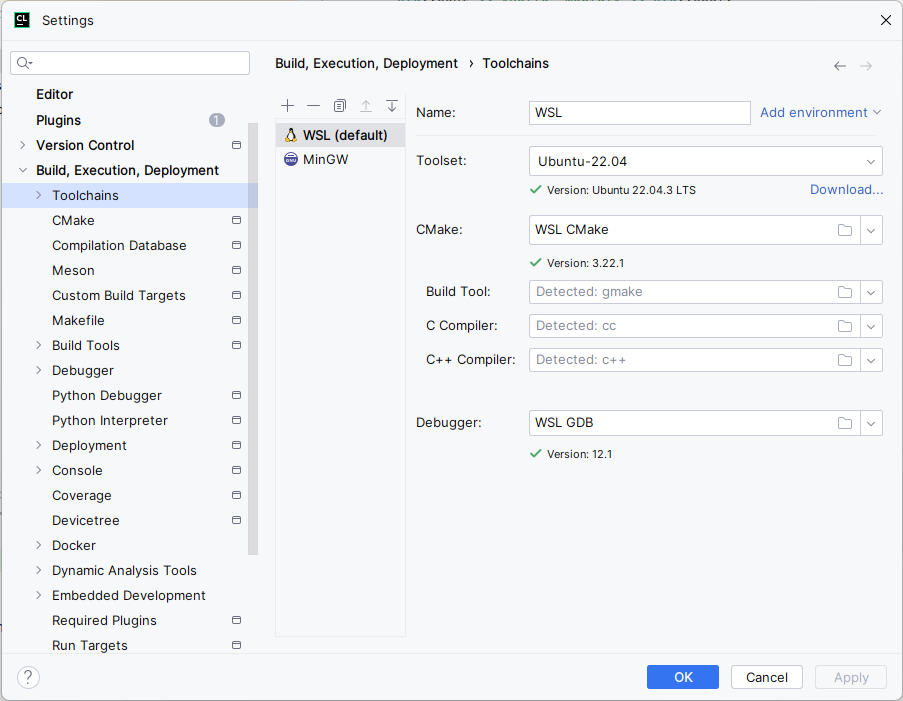 CL Settings
Build, Execution, Deployment › Toolchains
Editor
Plugins 1
Version Control
Build, Execution, Deployment
Toolchains
CMake
Compilation Database
Meson
Custom Build Targets
Makefile
Build Tools
Debugger
Python Debugger
Python Interpreter
Deployment
Console
Coverage
Devicetree
Docker
Dynamic Analysis Tools
Embedded Development
Required Plugins
Run Targets
WSL (default)
MinGW
Name: WSL Add environment
Toolset: Ubuntu-22.04
Version: Ubuntu 22.04.3 LTS Download...
CMake: WSL CMake
Version: 3.22.1
Build Tool: Detected: gmake
C Compiler: Detected: cc
C++ Compiler: Detected: c++
Debugger: WSL GDB
Version: 12.1
? OK Cancel Apply